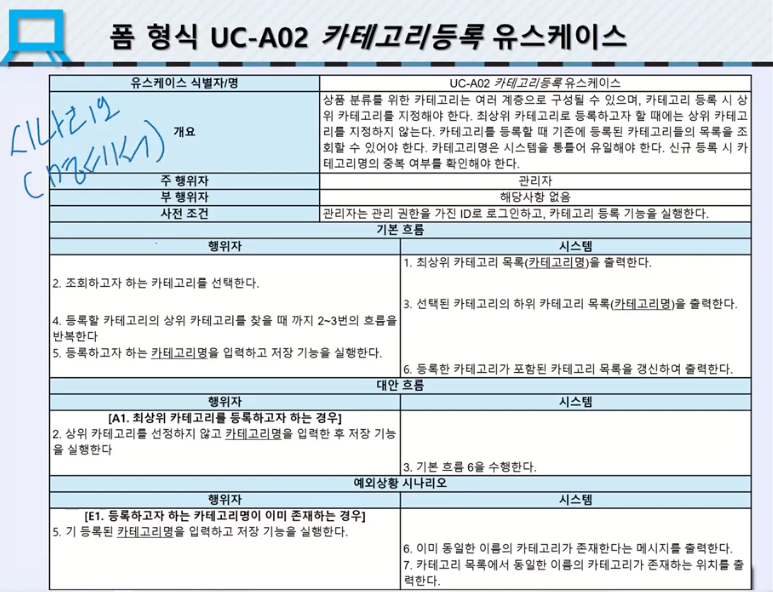 폼 형식 UC-A02 카테고리등록 유스케이스
유스케이스 식별자/명
UC-A02 카테고리등록 유스케이스
시나리오
(명세서)
개요
상품 분류를 위한 카테고리는 여러 계층으로 구성될 수 있으며, 카테고리 등록 시 상
위 카테고리를 지정해야 한다. 최상위 카테고리로 등록하고자 할 때에는 상위 카테고
리를 지정하지 않는다. 카테고리를 등록할 때 기존에 등록된 카테고리들의 목록을 조
회할 수 있어야 한다. 카테고리명은 시스템을 통틀어 유일해야 한다. 신규 등록 시 카
테고리명의 중복 여부를 확인해야 한다.
주 행위자
관리자
부 행위자
해당사항 없음
사전 조건
관리자는 관리 권한을 가진 ID로 로그인하고, 카테고리 등록 기능을 실행한다.
기본 흐름
행위자
시스템
1. 최상위 카테고리 목록(카테고리명)을 출력한다.
2. 조회하고자 하는 카테고리를 선택한다.
3. 선택된 카테고리의 하위 카테고리 목록(카테고리명)을 출력한다.
4. 등록할 카테고리의 상위 카테고리를 찾을 때 까지 2~3번의 흐름을
반복한다
5. 등록하고자 하는 카테고리명을 입력하고 저장 기능을 실행한다.
6. 등록한 카테고리가 포함된 카테고리 목록을 갱신하여 출력한다.
대안 흐름
행위자
시스템
[A1. 최상위 카테고리를 등록하고자 하는 경우]
2. 상위 카테고리를 선정하지 않고 카테고리명을 입력한 후 저장 기능
을 실행한다
3. 기본 흐름 6을 수행한다.
예외상황 시나리오
행위자
시스템
[E1. 등록하고자 하는 카테고리명이 이미 존재하는 경우]
5. 기 등록된 카테고리명을 입력하고 저장 기능을 실행한다.
6. 이미 동일한 이름의 카테고리가 존재한다는 메시지를 출력한다.
7. 카테고리 목록에서 동일한 이름의 카테고리가 존재하는 위치를 출
력한다.